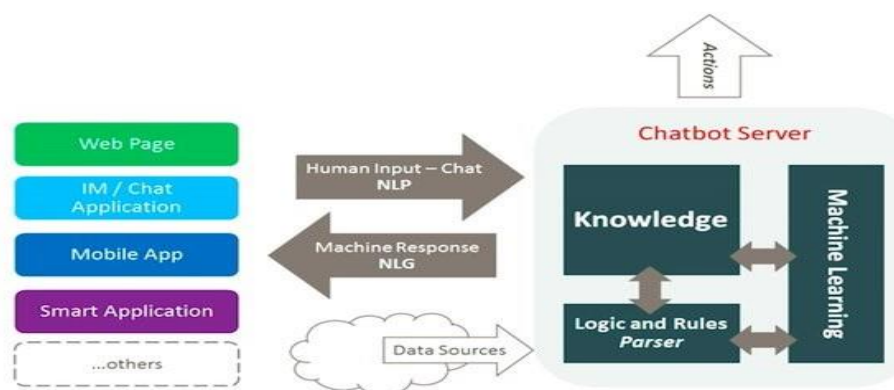 Actions
Chatbot Server
Web Page
IM / Chat
Application
Mobile App
Smart Application
...others
Human Input – Chat
NLP
Machine Response
NLG
Data Sources
Knowledge
Logic and Rules
Parser
Machine Learning